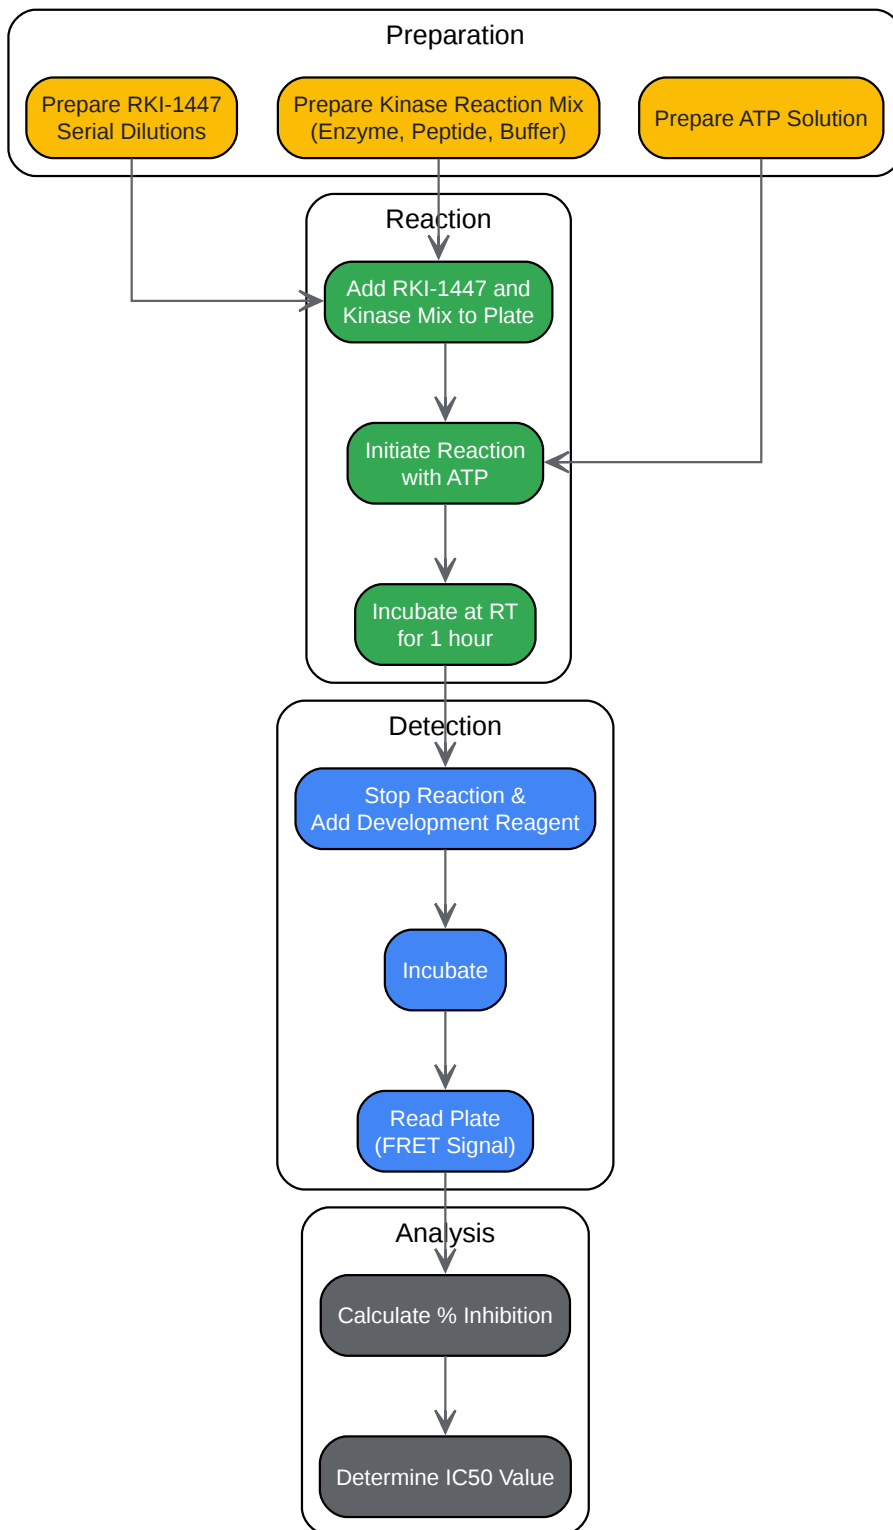 Preparation
Prepare RKI-1447
Serial Dilutions
Prepare Kinase Reaction Mix
(Enzyme, Peptide, Buffer)
Prepare ATP Solution
Reaction
Add RKI-1447 and
Kinase Mix to Plate
Initiate Reaction
with ATP
Incubate at RT
for 1 hour
Detection
Stop Reaction &
Add Development Reagent
Incubate
Read Plate
(FRET Signal)
Analysis
Calculate % Inhibition
Determine IC50 Value